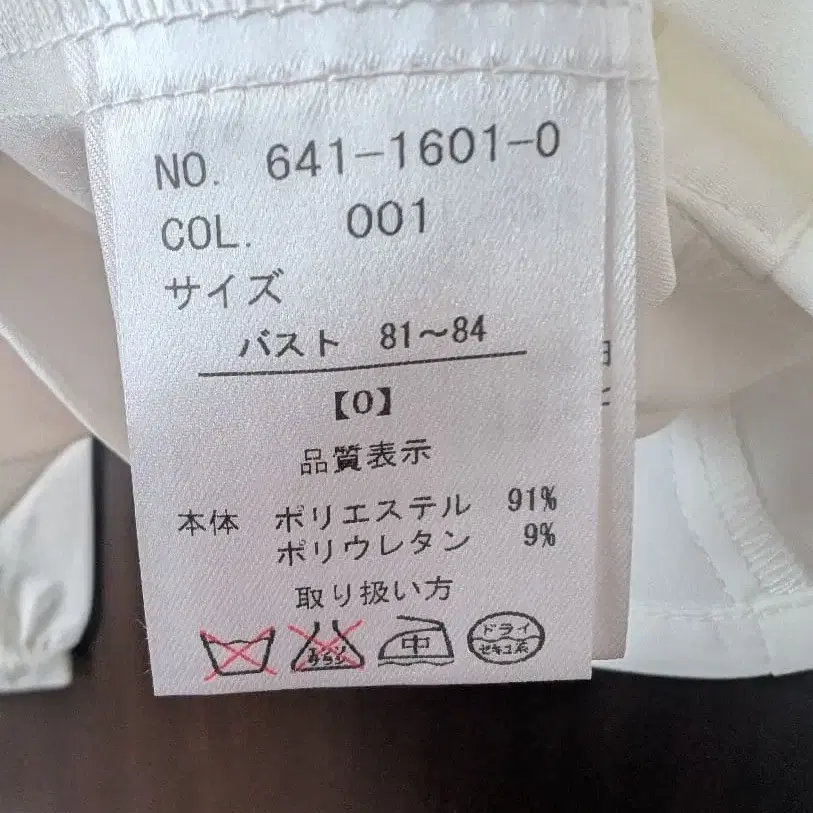 NO. 641-1601-0
COL. 001
サイズ
バスト 81～84
【0】
品質表示
本体 ポリエステル 91%
ポリウレタン 9%
取り扱い方
中
ドライ
セキユ系